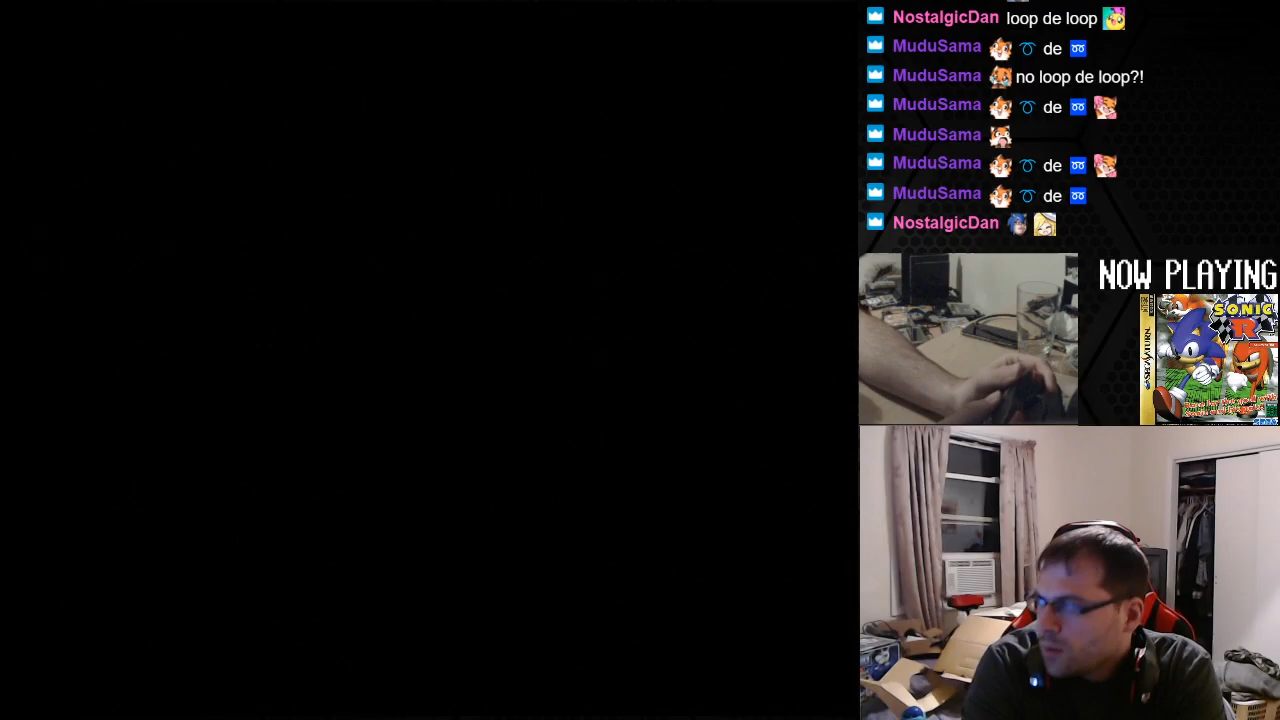 NostalgicDan loop de loop
MuduSama de
MuduSama no loop de loop?!
MuduSama de
MuduSama
MuduSama de
MuduSama de
NostalgicDan
NOW PLAYING
SONIC
R
SEGA SATURN
SEGA